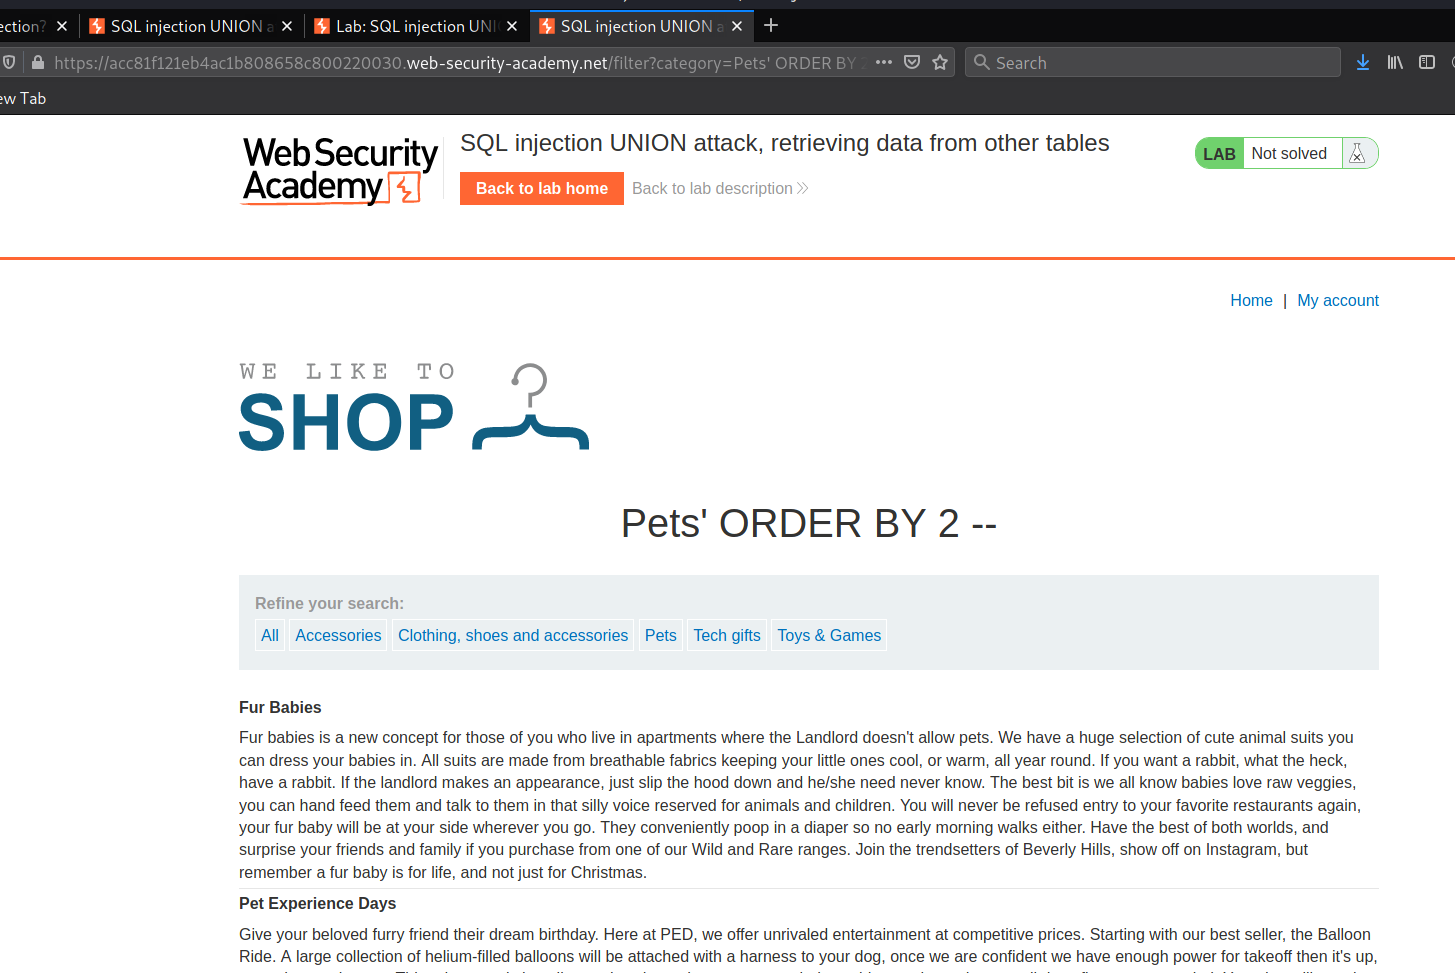 ection?
SQL injection UNION a
Lab: SQL injection UNI
SQL injection UNION a
https://acc81f121eb4ac1b808658c800220030.web-security-academy.net/filter?category=Pets' ORDER BY 2
Search
ew Tab
Web Security
Academy
SQL injection UNION attack, retrieving data from other tables
Back to lab home
Back to lab description
LAB
Not solved
Home | My account
WE LIKE TO
SHOP
Pets' ORDER BY 2 --
Refine your search:
All
Accessories
Clothing, shoes and accessories
Pets
Tech gifts
Toys & Games
Fur Babies
Fur babies is a new concept for those of you who live in apartments where the Landlord doesn't allow pets. We have a huge selection of cute animal suits you
can dress your babies in. All suits are made from breathable fabrics keeping your little ones cool, or warm, all year round. If you want a rabbit, what the heck,
have a rabbit. If the landlord makes an appearance, just slip the hood down and he/she need never know. The best bit is we all know babies love raw veggies,
you can hand feed them and talk to them in that silly voice reserved for animals and children. You will never be refused entry to your favorite restaurants again,
your fur baby will be at your side wherever you go. They conveniently poop in a diaper so no early morning walks either. Have the best of both worlds, and
surprise your friends and family if you purchase from one of our Wild and Rare ranges. Join the trendsetters of Beverly Hills, show off on Instagram, but
remember a fur baby is for life, and not just for Christmas.
Pet Experience Days
Give your beloved furry friend their dream birthday. Here at PED, we offer unrivaled entertainment at competitive prices. Starting with our best seller, the Balloon
Ride. A large collection of helium-filled balloons will be attached with a harness to your dog, once we are confident we have enough power for takeoff then it's up,